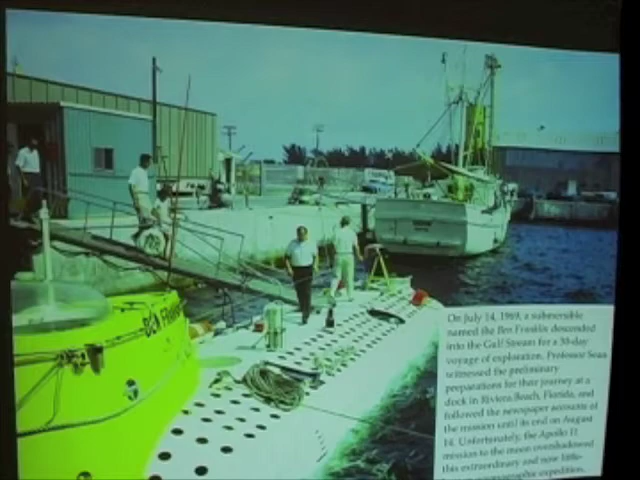 BEN FRANKLIN
On July 14, 1969, a submersible
named the Ben Franklin descended
into the Gulf Stream for a 30-day
voyage of exploration. Professor Sean
witnessed the preliminary
preparations for their journey at a
dock in Riviera Beach, Florida, and
followed the newspaper accounts of
the mission until its end on August
14. Unfortunately, the Apollo 11
mission to the moon overshadowed
this extraordinary and now little-
expedition.